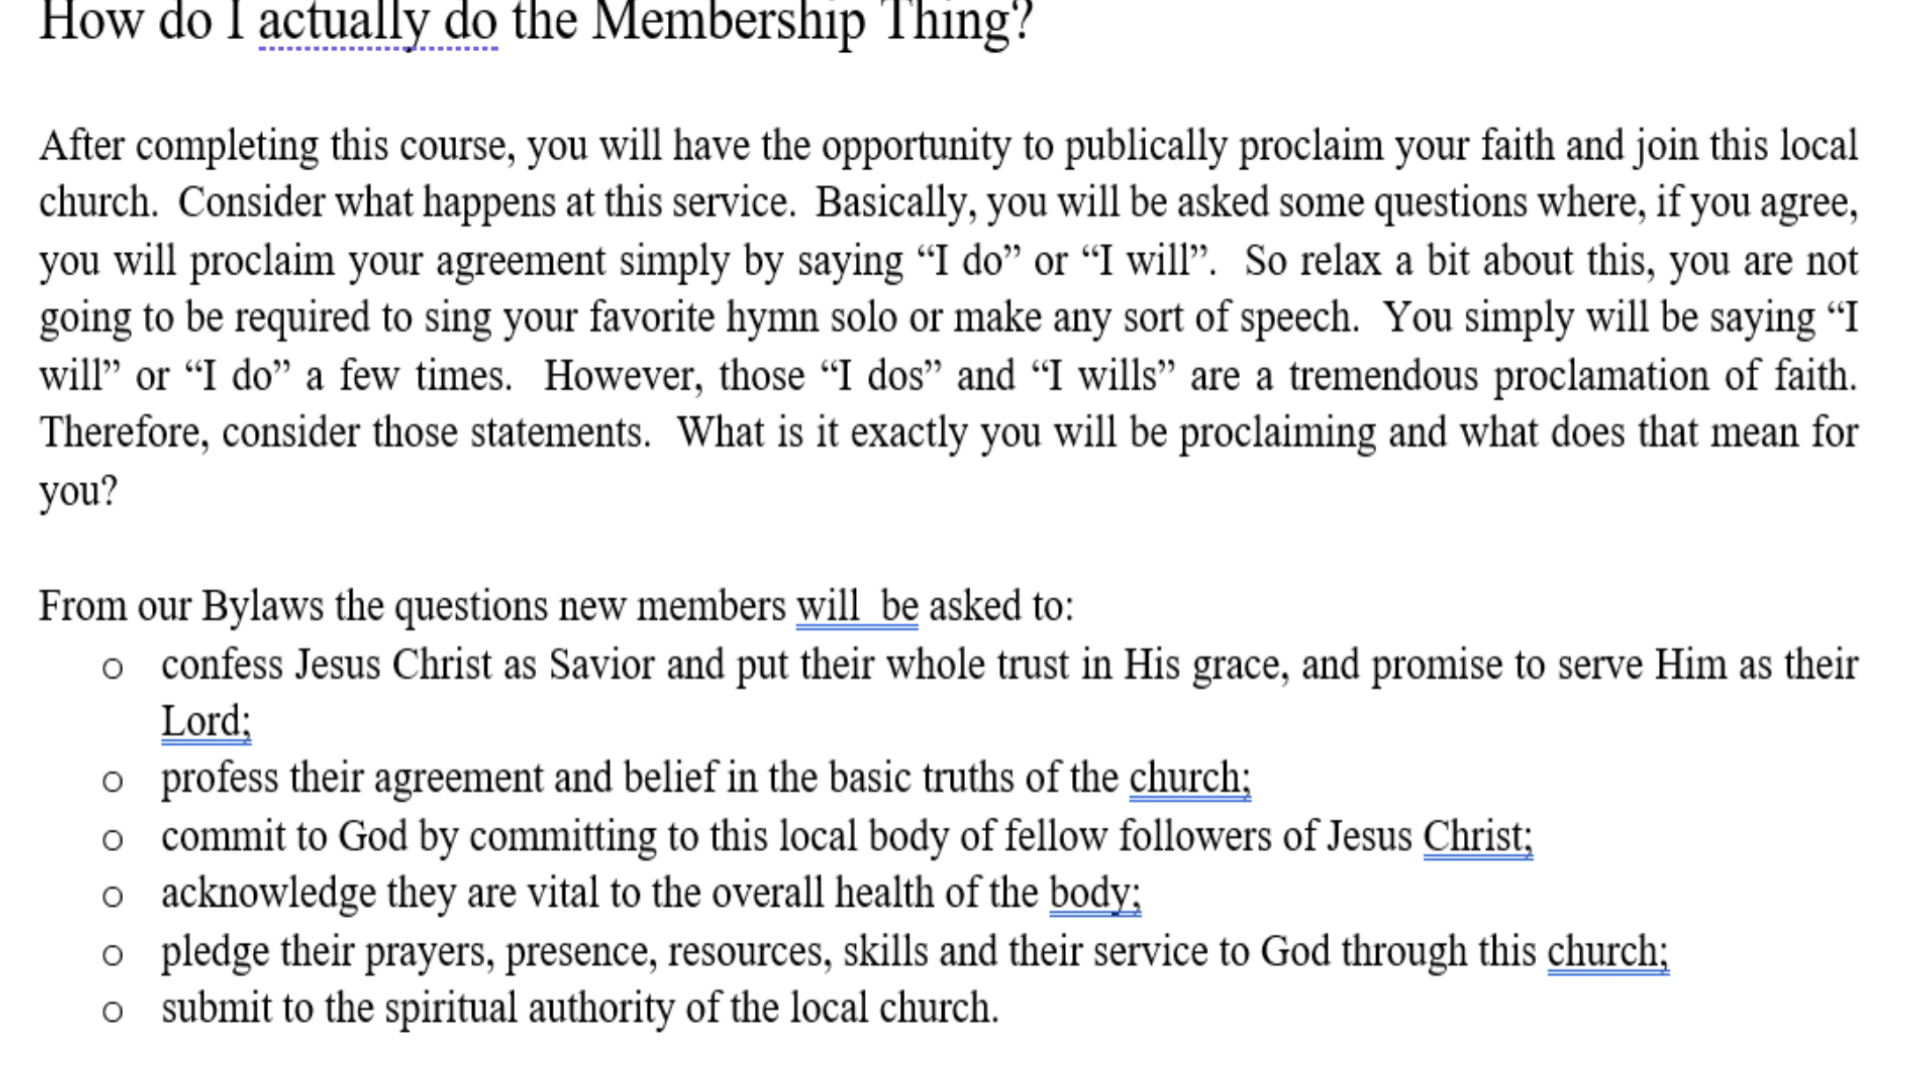 How do I actually do the Membership Thing?
After completing this course, you will have the opportunity to publically proclaim your faith and join this local
church.  Consider what happens at this service.  Basically, you will be asked some questions where, if you agree,
you will proclaim your agreement simply by saying “I do” or “I will”.  So relax a bit about this, you are not
going to be required to sing your favorite hymn solo or make any sort of speech.  You simply will be saying “I
will” or “I do” a few times.  However, those “I dos” and “I wills” are a tremendous proclamation of faith.
Therefore, consider those statements.  What is it exactly you will be proclaiming and what does that mean for
you?
From our Bylaws the questions new members will  be asked to:
o confess Jesus Christ as Savior and put their whole trust in His grace, and promise to serve Him as their
Lord;
o profess their agreement and belief in the basic truths of the church;
o commit to God by committing to this local body of fellow followers of Jesus Christ;
o acknowledge they are vital to the overall health of the body;
o pledge their prayers, presence, resources, skills and their service to God through this church;
o submit to the spiritual authority of the local church.